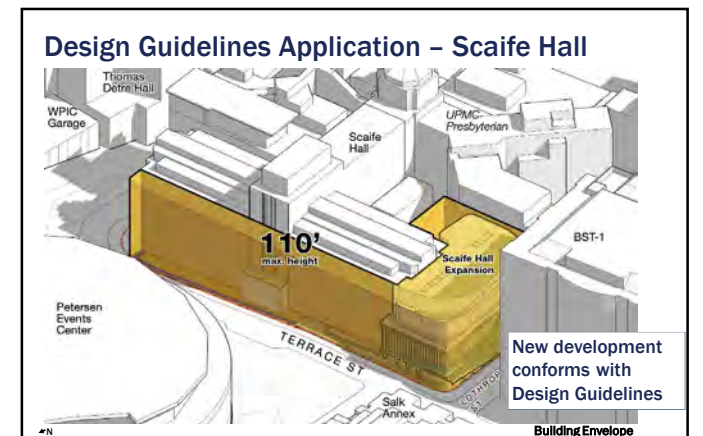 Design Guidelines Application – Scaife Hall
Thomas
Detre Hall
WPIC
Garage
Scaife
Hall
UPMC-
Presbyterian
110'
max. height
BST-1
Scaife Hall
Expansion
Petersen
Events
Center
TERRACE ST
New development
conforms with
Design Guidelines
LOTHROP
ST
Salk
Annex
N
Building Envelope